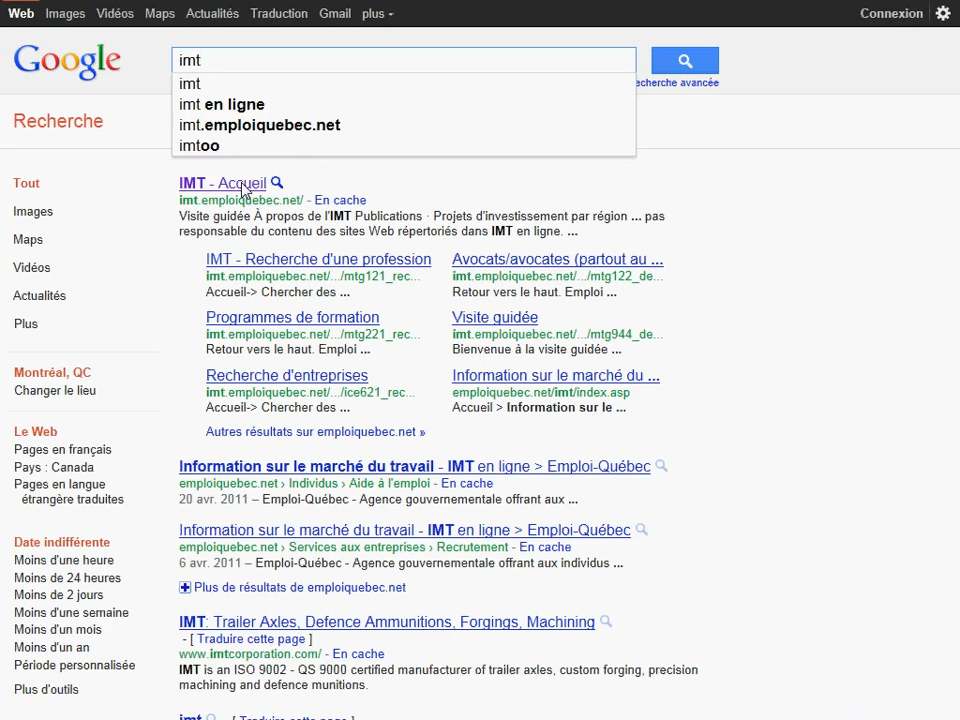 Web Images Vidéos Maps Actualités Traduction Gmail plus Connexion
Google
imt
imt
imt en ligne
imt.emploiquebec.net
imtoo
echerche avancée
Recherche
Tout
Images
Maps
Vidéos
Actualités
Plus
Montréal, QC
Changer le lieu
Le Web
Pages en français
Pays : Canada
Pages en langue
étrangère traduites
Date indifférente
Moins d'une heure
Moins de 24 heures
Moins de 2 jours
Moins d'une semaine
Moins d'un mois
Moins d'un an
Période personnalisée
Plus d'outils
IMT - Accueil
imt.emploiquebec.net/ - En cache
Visite guidée À propos de l'IMT Publications · Projets d'investissement par région ... pas
responsable du contenu des sites Web répertoriés dans IMT en ligne. ...
IMT - Recherche d'une profession
imt.emploiquebec.net/.../mtg121_rec...
Accueil-> Chercher des ...
Avocats/avocates (partout au ...
imt.emploiquebec.net/.../mtg122_de...
Retour vers le haut. Emploi ...
Programmes de formation
imt.emploiquebec.net/.../mtg221_rec...
Retour vers le haut. Emploi ...
Visite guidée
imt.emploiquebec.net/.../mtg944_de...
Bienvenue à la visite guidée ...
Recherche d'entreprises
imt.emploiquebec.net/.../ice621_rec...
Accueil-> Chercher des ...
Information sur le marché du ...
emploiquebec.net/imt/index.asp
Accueil > Information sur le ...
Autres résultats sur emploiquebec.net »
Information sur le marché du travail - IMT en ligne > Emploi-Québec
emploiquebec.net › Individus › Aide à l'emploi - En cache
20 avr. 2011 – Emploi-Québec - Agence gouvernementale offrant aux ...
Information sur le marché du travail - IMT en ligne > Emploi-Québec
emploiquebec.net › Services aux entreprises › Recrutement - En cache
6 avr. 2011 – Emploi-Québec - Agence gouvernementale offrant aux individus ...
Plus de résultats de emploiquebec.net
IMT: Trailer Axles, Defence Ammunitions, Forgings, Machining
- [ Traduire cette page ]
www.imtcorporation.com/ - En cache
IMT is an ISO 9002 - QS 9000 certified manufacturer of trailer axles, custom forging, precision
machining and defence munitions.
imt - [ Traduire cette page ]